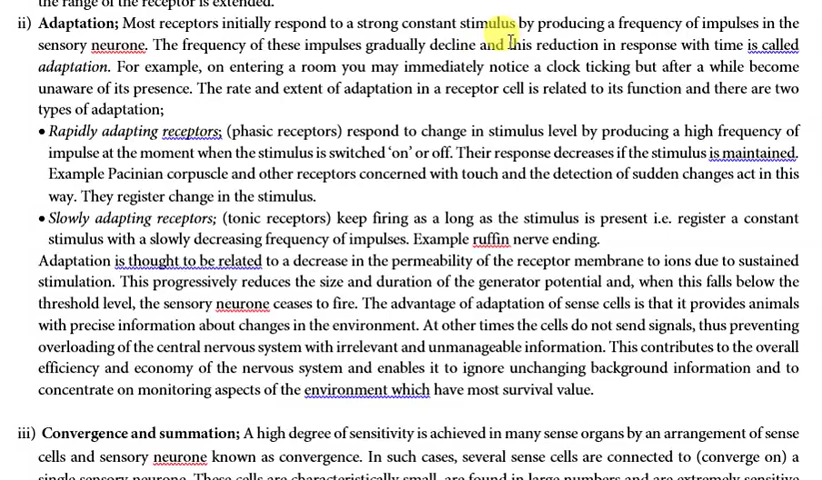 the range of the receptor is extended.
ii) Adaptation; Most receptors initially respond to a strong constant stimulus by producing a frequency of impulses in the
sensory neurone. The frequency of these impulses gradually decline and this reduction in response with time is called
adaptation. For example, on entering a room you may immediately notice a clock ticking but after a while become
unaware of its presence. The rate and extent of adaptation in a receptor cell is related to its function and there are two
types of adaptation;
• Rapidly adapting receptors; (phasic receptors) respond to change in stimulus level by producing a high frequency of
impulse at the moment when the stimulus is switched ‘on’ or off. Their response decreases if the stimulus is maintained.
Example Pacinian corpuscle and other receptors concerned with touch and the detection of sudden changes act in this
way. They register change in the stimulus.
• Slowly adapting receptors; (tonic receptors) keep firing as a long as the stimulus is present i.e. register a constant
stimulus with a slowly decreasing frequency of impulses. Example ruffin nerve ending.
Adaptation is thought to be related to a decrease in the permeability of the receptor membrane to ions due to sustained
stimulation. This progressively reduces the size and duration of the generator potential and, when this falls below the
threshold level, the sensory neurone ceases to fire. The advantage of adaptation of sense cells is that it provides animals
with precise information about changes in the environment. At other times the cells do not send signals, thus preventing
overloading of the central nervous system with irrelevant and unmanageable information. This contributes to the overall
efficiency and economy of the nervous system and enables it to ignore unchanging background information and to
concentrate on monitoring aspects of the environment which have most survival value.
iii) Convergence and summation; A high degree of sensitivity is achieved in many sense organs by an arrangement of sense
cells and sensory neurone known as convergence. In such cases, several sense cells are connected to (converge on) a
single sensory neurone. These cells are characteristically small, are found in large numbers and are extremely sensitive